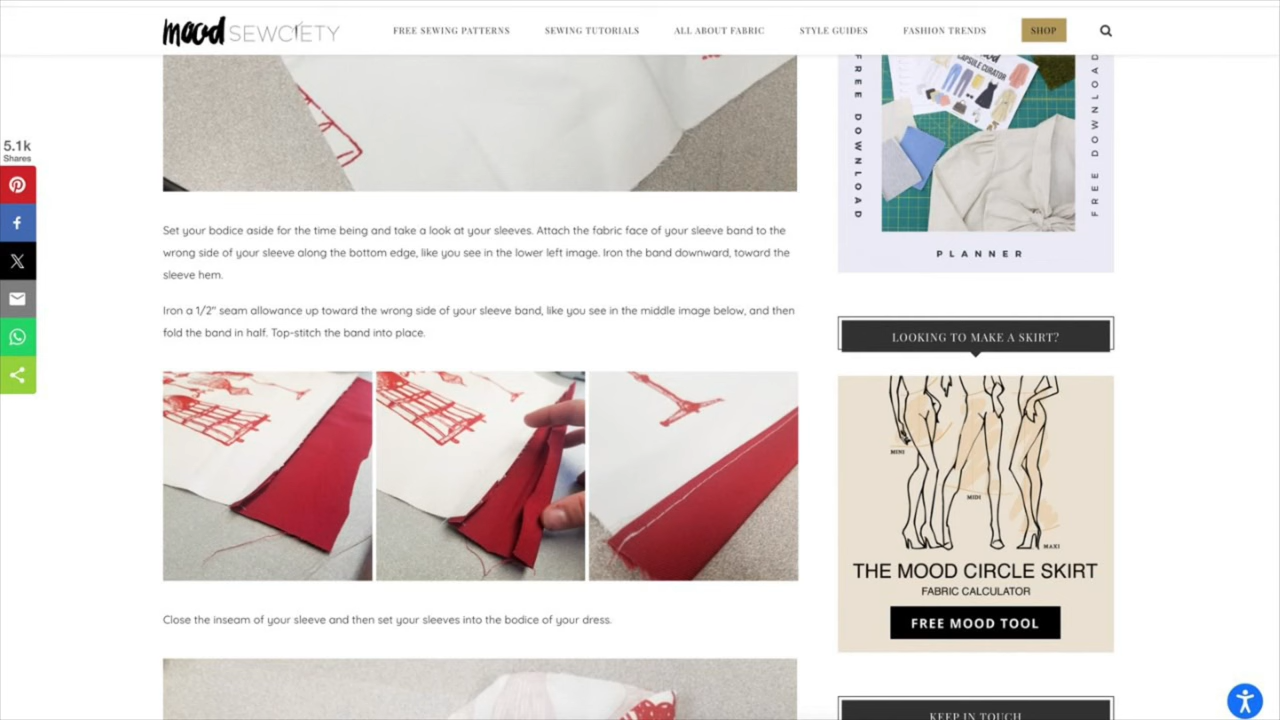 mood SEWCIETY
FREE SEWING PATTERNS
SEWING TUTORIALS
ALL ABOUT FABRIC
STYLE GUIDES
FASHION TRENDS
SHOP
5.1k
Shares
Set your bodice aside for the time being and take a look at your sleeves. Attach the fabric face of your sleeve band to the
wrong side of your sleeve along the bottom edge, like you see in the lower left image. Iron the band downward, toward the
sleeve hem.
Iron a 1/2" seam allowance up toward the wrong side of your sleeve band, like you see in the middle image below, and then
fold the band in half. Top-stitch the band into place.
Close the inseam of your sleeve and then set your sleeves into the bodice of your dress.
FREE DOWNLOAD
CAPSULE CURATOR
FREE DOWNLOAD
PLANNER
LOOKING TO MAKE A SKIRT?
MINI
MIDI
MAXI
THE MOOD CIRCLE SKIRT
FABRIC CALCULATOR
FREE MOOD TOOL
KEEP IN TOUCH